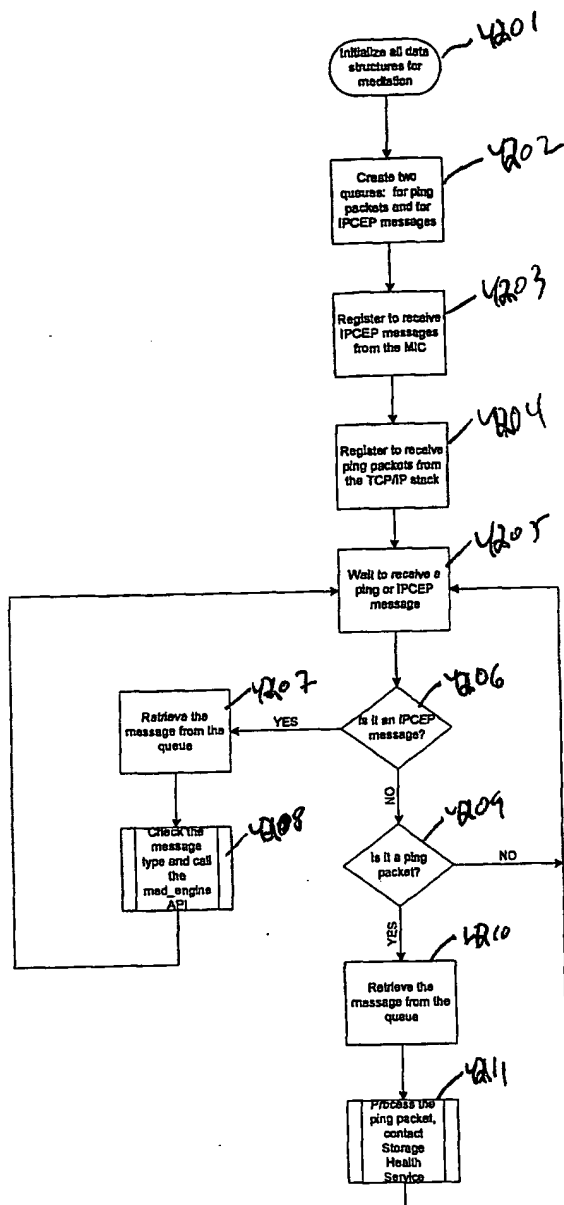 4201
Initialize all data
structures for
mediation
4202
Create two
queues: for ping
packets and for
IPCEP messages
4203
Register to receive
IPCEP messages
from the MIC
4204
Register to receive
ping packets from
the TCP/IP stack
4205
Wait to receive a
ping or IPCEP
message
4206
Is it an IPCEP
message?
YES
4207
Retrieve the
message from the
queue
4208
Check the
message
type and call
the
med_engine
API
NO
4209
Is it a ping
packet?
NO
YES
4210
Retrieve the
message from the
queue
4211
Process the
ping packet,
contact
Storage
Health
Service